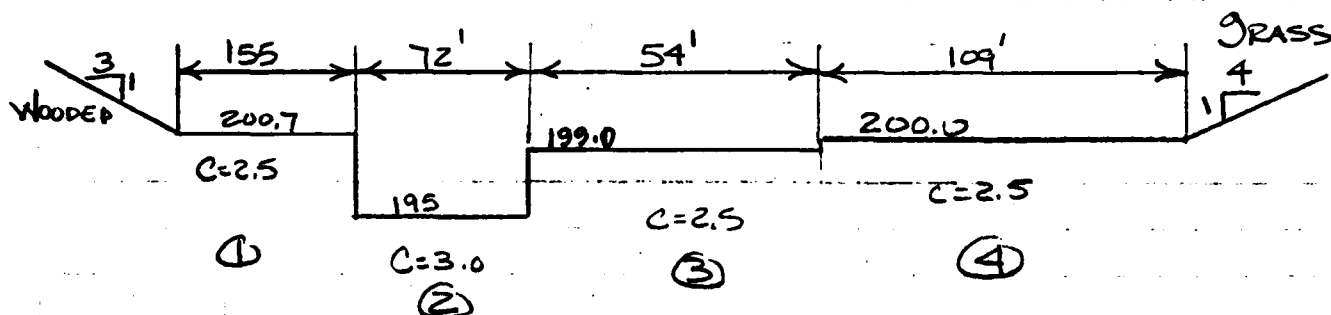 GRASS
155 72' 54' 109'
3 1
4 1
WOODED
200.7 195 199.0 200.0
C=2.5 C=3.0 C=2.5 C=2.5
1 2 3 4